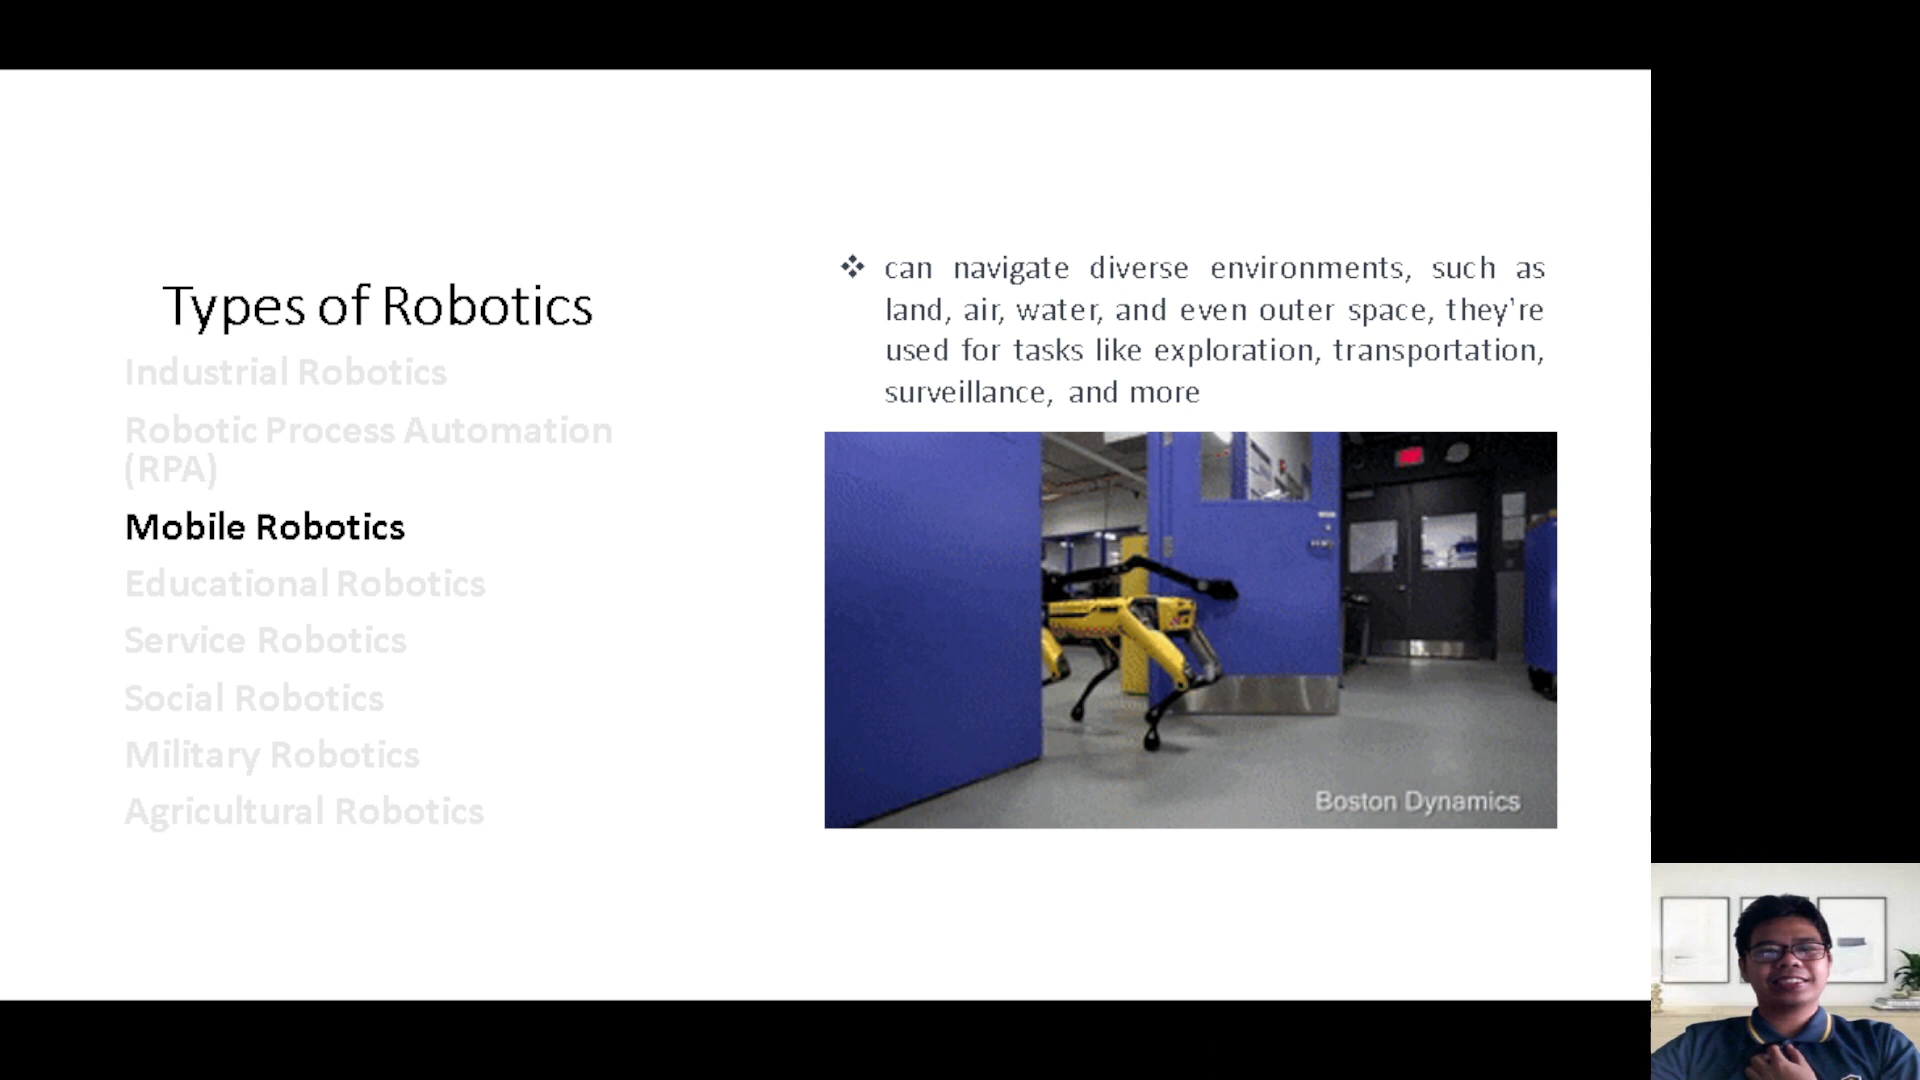 Types of Robotics
Industrial Robotics
Robotic Process Automation
(RPA)
Mobile Robotics
Educational Robotics
Service Robotics
Social Robotics
Military Robotics
Agricultural Robotics
❖ can navigate diverse environments, such as
land, air, water, and even outer space, they're
used for tasks like exploration, transportation,
surveillance, and more
Boston Dynamics